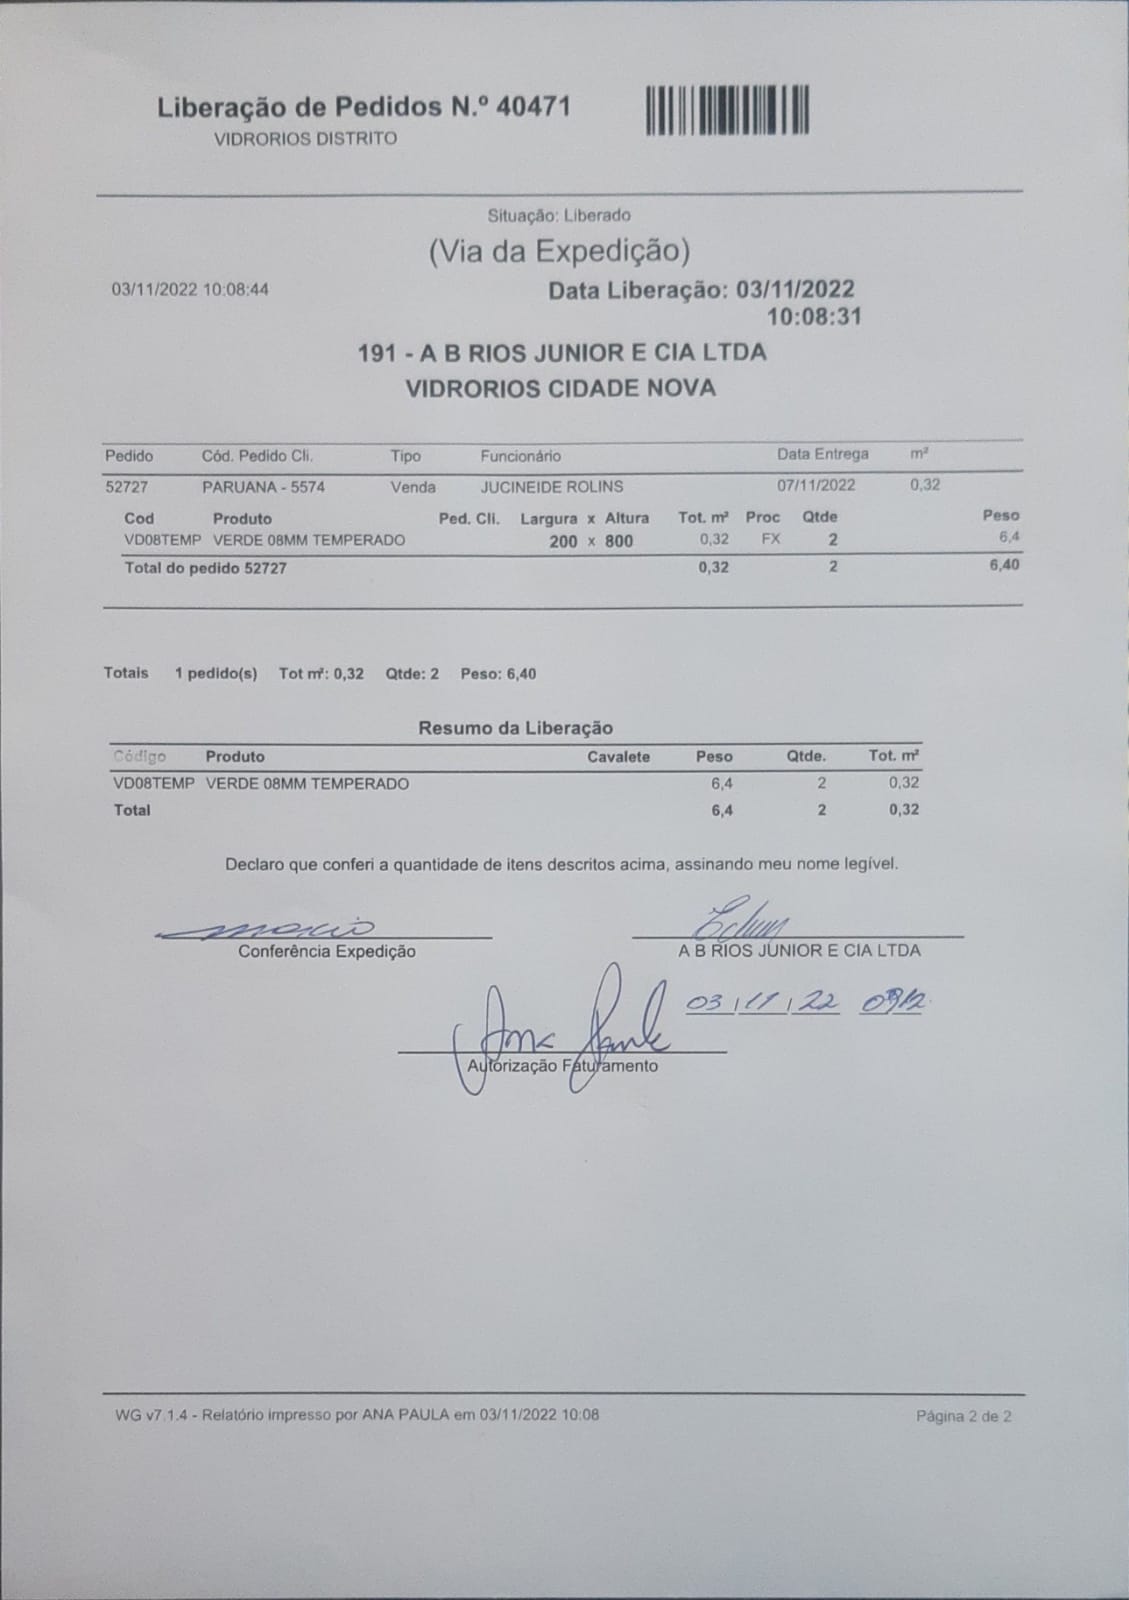 Liberação de Pedidos N.º 40471
VIDRORIOS DISTRITO
Situação: Liberado
(Via da Expedição)
03/11/2022 10:08:44
Data Liberação: 03/11/2022
10:08:31
191 - A B RIOS JUNIOR E CIA LTDA
VIDRORIOS CIDADE NOVA
Pedido Cód. Pedido Cli. Tipo Funcionário Data Entrega m²
52727 PARUANA - 5574 Venda JUCINEIDE ROLINS 07/11/2022 0,32
Cod Produto Ped. Cli. Largura x Altura Tot. m² Proc Qtde Peso
VD08TEMP VERDE 08MM TEMPERADO 200 x 800 0,32 FX 2 6,4
Total do pedido 52727 0,32 2 6,40
Totais 1 pedido(s) Tot m²: 0,32 Qtde: 2 Peso: 6,40
Resumo da Liberação
Código Produto Cavalete Peso Qtde. Tot. m²
VD08TEMP VERDE 08MM TEMPERADO 6,4 2 0,32
Total 6,4 2 0,32
Declaro que conferi a quantidade de itens descritos acima, assinando meu nome legível.
Conferência Expedição A B RIOS JUNIOR E CIA LTDA
03/11/22
Ana Paula
Autorização Faturamento
WG v7.1.4 - Relatório impresso por ANA PAULA em 03/11/2022 10:08 Página 2 de 2